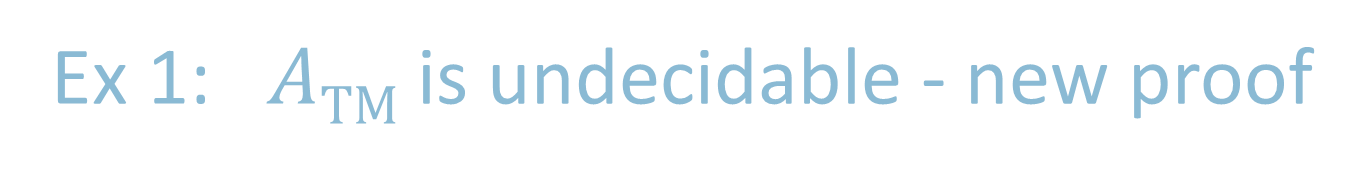 Ex 1: A_TM is undecidable - new proof